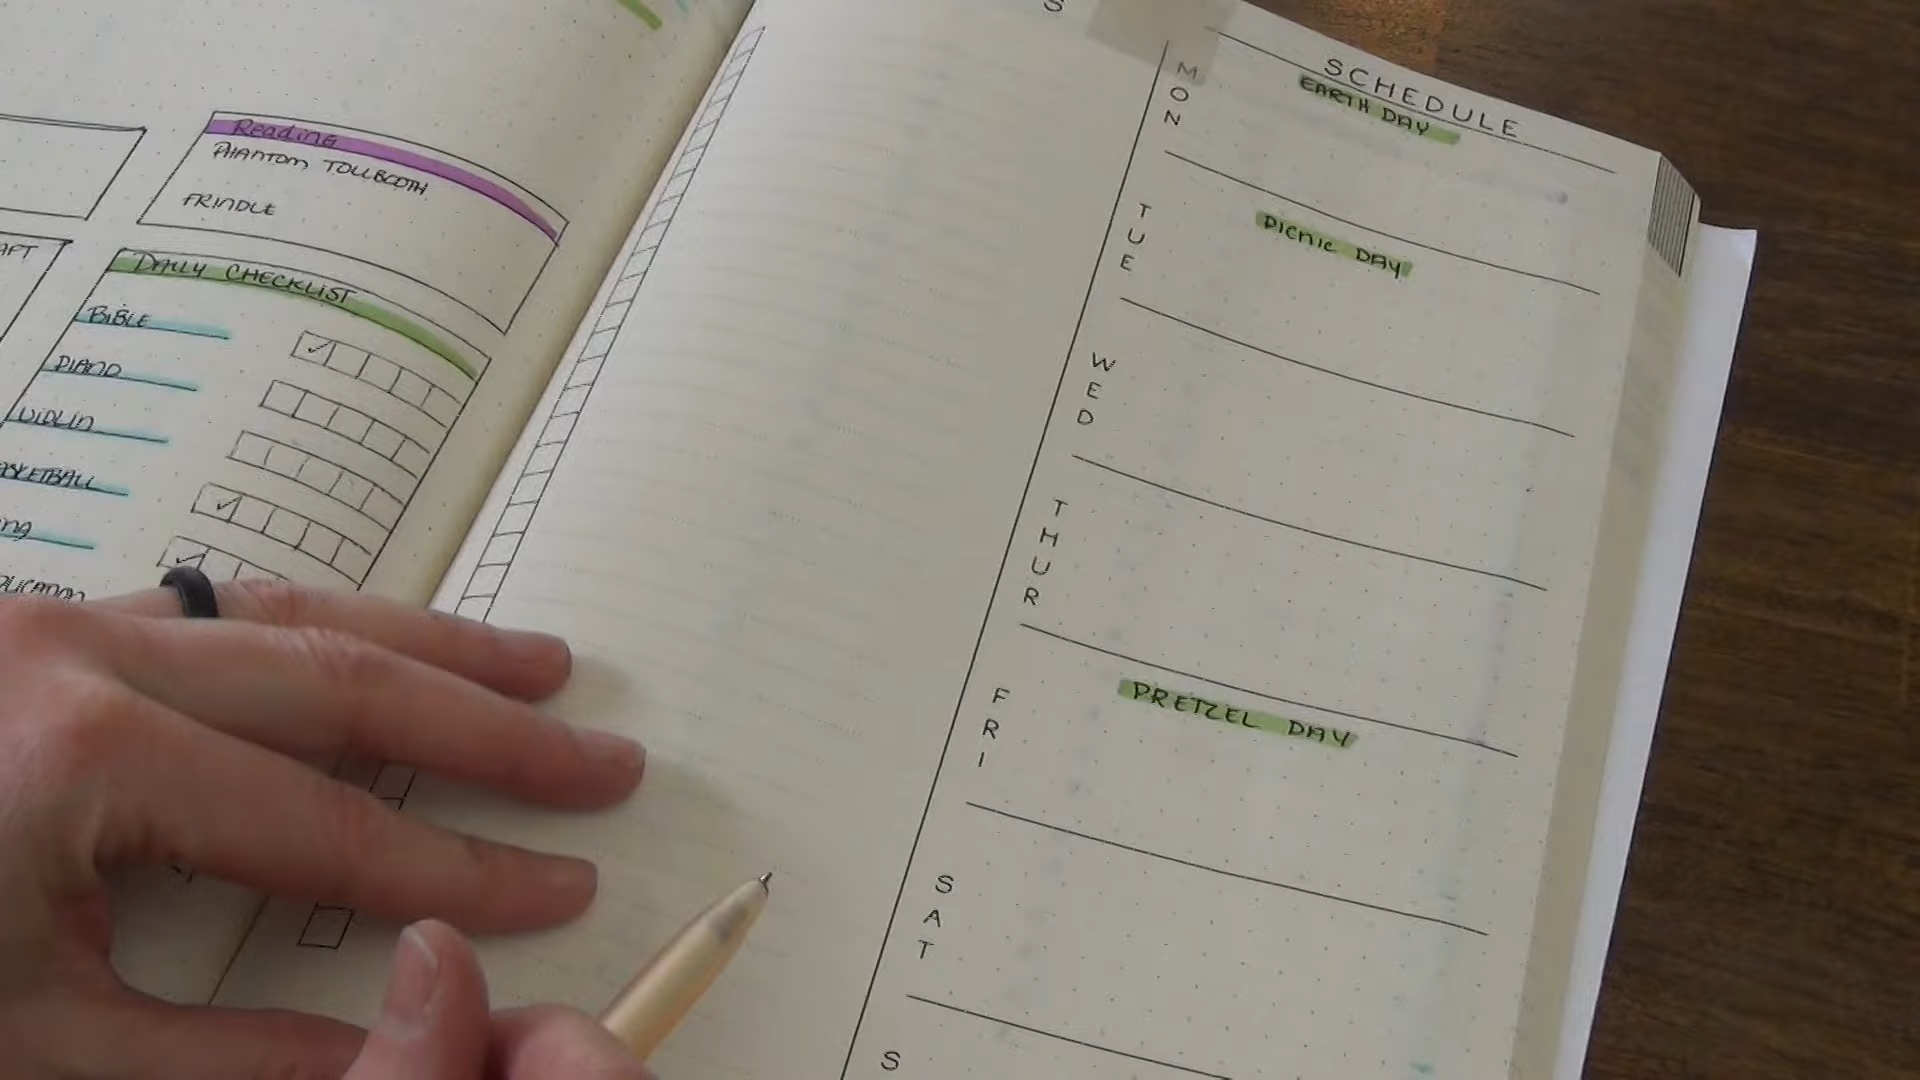 Reading
PHANTOM TOLLBOOTH
FRINDLE
DAILY CHECKLIST
BIBLE
PIANO
VIOLIN
S
SCHEDULE
MON
EARTH DAY
TUE
PICNIC DAY
WED
THUR
FRI
PRETZEL DAY
SAT
S